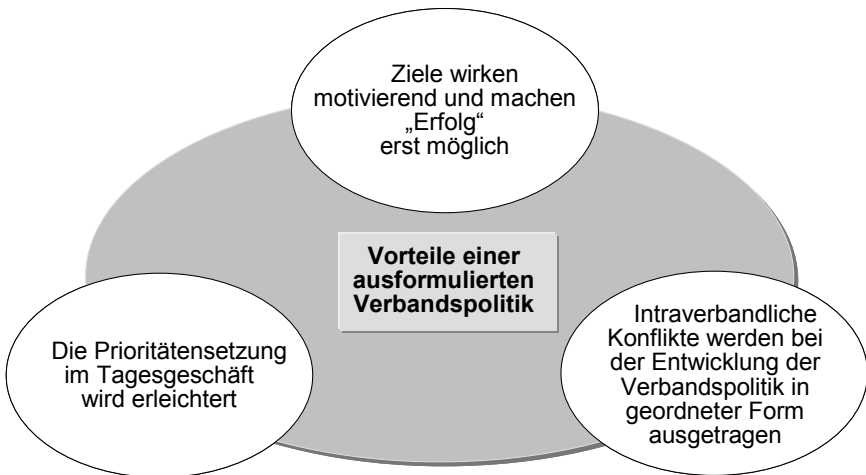 Ziele wirken
motivierend und machen
„Erfolg“
erst möglich
Vorteile einer
ausformulierten
Verbandspolitik
Die Prioritätensetzung
im Tagesgeschäft
wird erleichtert
Intraverbandliche
Konflikte werden bei
der Entwicklung der
Verbandspolitik in
geordneter Form
ausgetragen